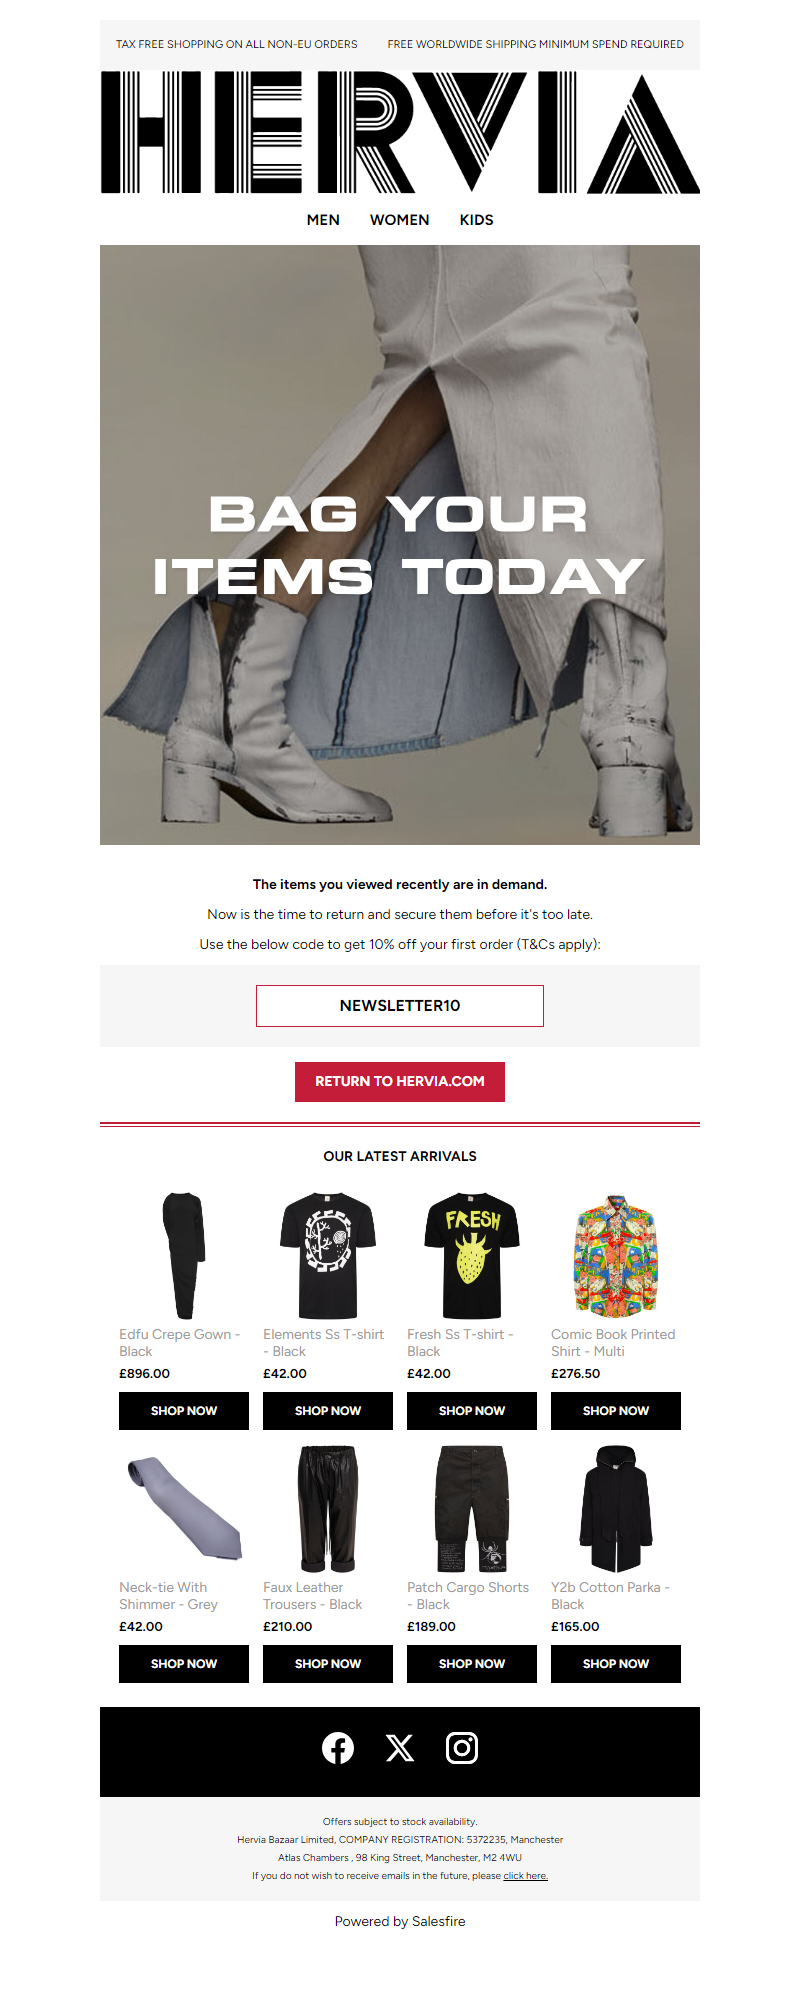 TAX FREE SHOPPING ON ALL NON-EU ORDERS
FREE WORLDWIDE SHIPPING MINIMUM SPEND REQUIRED
HERVIA
MEN WOMEN KIDS
BAG YOUR
ITEMS TODAY
The items you viewed recently are in demand.
Now is the time to return and secure them before it's too late.
Use the below code to get 10% off your first order (T&Cs apply):
NEWSLETTER10
RETURN TO HERVIA.COM
OUR LATEST ARRIVALS
FRESH
Edfu Crepe Gown -
Black
£896.00
SHOP NOW
Elements Ss T-shirt
- Black
£42.00
SHOP NOW
Fresh Ss T-shirt -
Black
£42.00
SHOP NOW
Comic Book Printed
Shirt - Multi
£276.50
SHOP NOW
Neck-tie With
Shimmer - Grey
£42.00
SHOP NOW
Faux Leather
Trousers - Black
£210.00
SHOP NOW
Patch Cargo Shorts
- Black
£189.00
SHOP NOW
Y2b Cotton Parka -
Black
£165.00
SHOP NOW
Offers subject to stock availability.
Hervia Bazaar Limited, COMPANY REGISTRATION: 5372235, Manchester
Atlas Chambers , 98 King Street, Manchester, M2 4WU
If you do not wish to receive emails in the future, please click here.
Powered by Salesfire